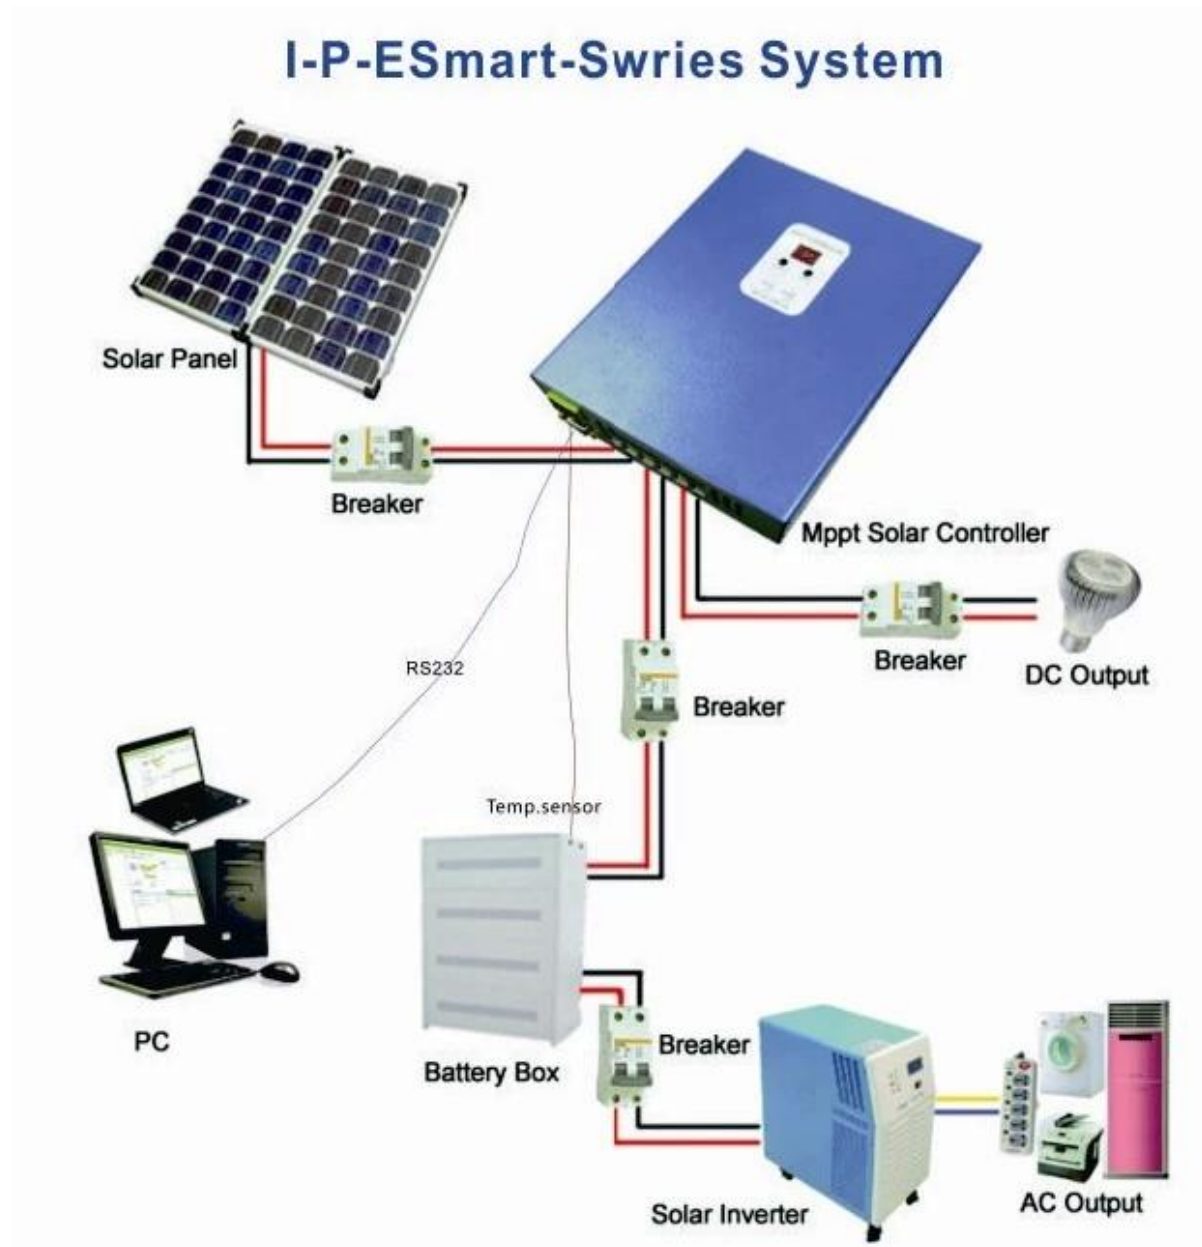 I-P-ESmart-Swries System
Solar Panel
Breaker
Mppt Solar Controller
Breaker
DC Output
RS232
Breaker
Temp.sensor
PC
Battery Box
Breaker
Solar Inverter
AC Output